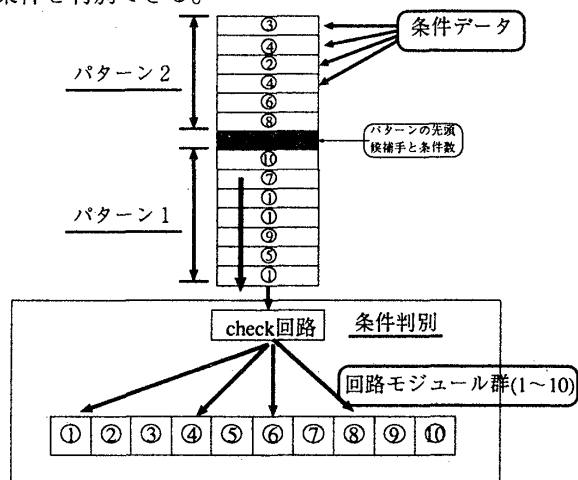 条件を判別できる。
③
④
②
④
⑥
⑧
条件データ
パターン2
パターンの先頭
候補手と条件数
⑩
⑦
①
①
⑨
⑤
①
パターン1
check回路
条件判別
回路モジュール群(1～10)
① ② ③ ④ ⑤ ⑥ ⑦ ⑧ ⑨ ⑩